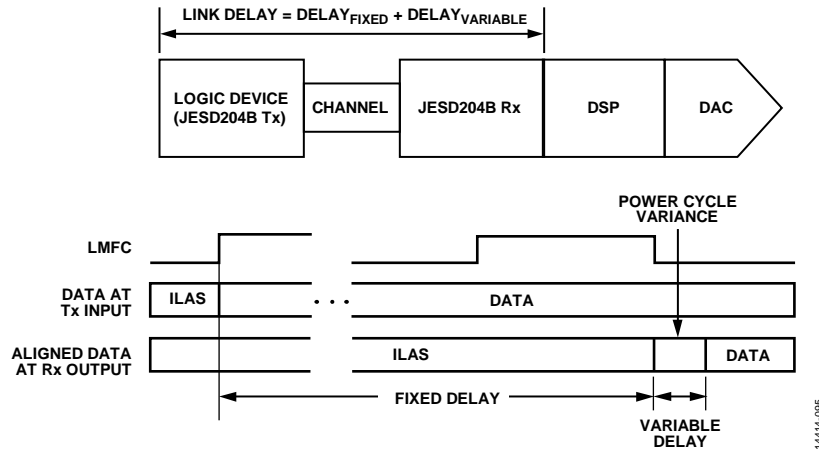 LINK DELAY = DELAYFIXED + DELAYVARIABLE
LOGIC DEVICE
(JESD204B Tx)
CHANNEL
JESD204B Rx
DSP
DAC
POWER CYCLE
VARIANCE
LMFC
DATA AT
Tx INPUT
ILAS
. . .
DATA
ALIGNED DATA
AT Rx OUTPUT
ILAS
DATA
FIXED DELAY
VARIABLE
DELAY
14414-095